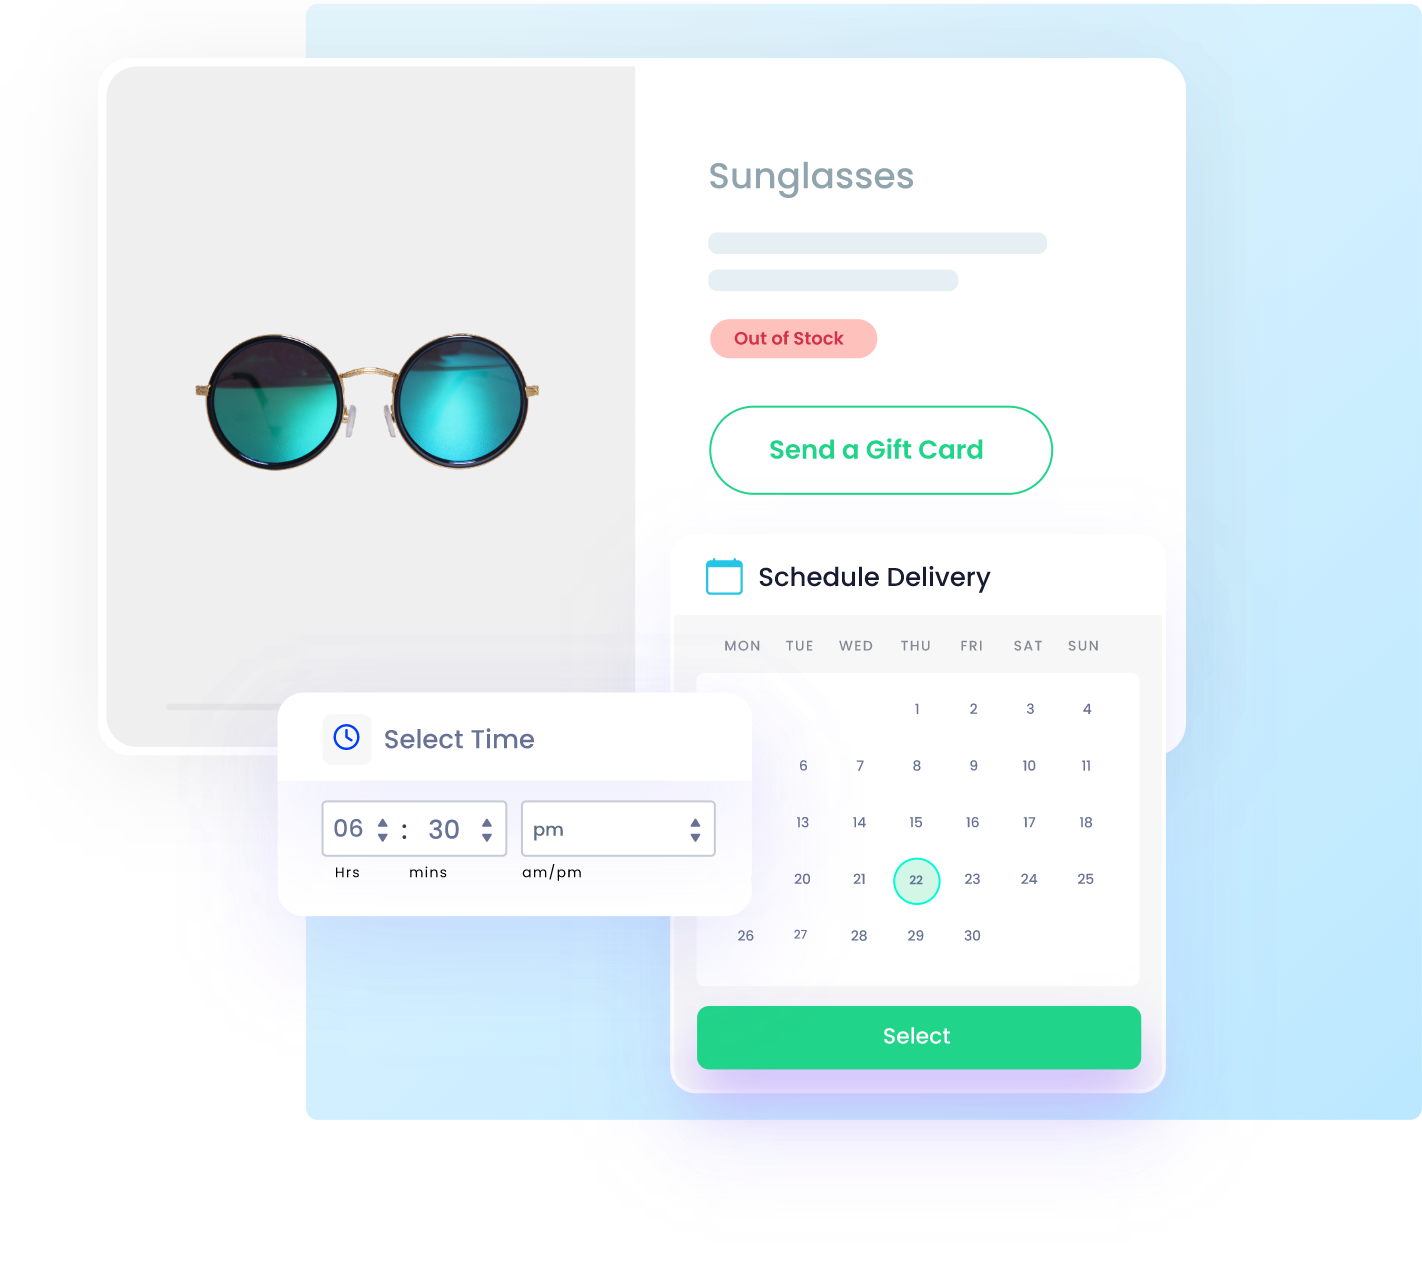 Sunglasses
Out of Stock
Send a Gift Card
Schedule Delivery
MON TUE WED THU FRI SAT SUN
1 2 3 4
6 7 8 9 10 11
13 14 15 16 17 18
20 21 22 23 24 25
26 27 28 29 30
Select
Select Time
06 : 30 pm
Hrs mins am/pm